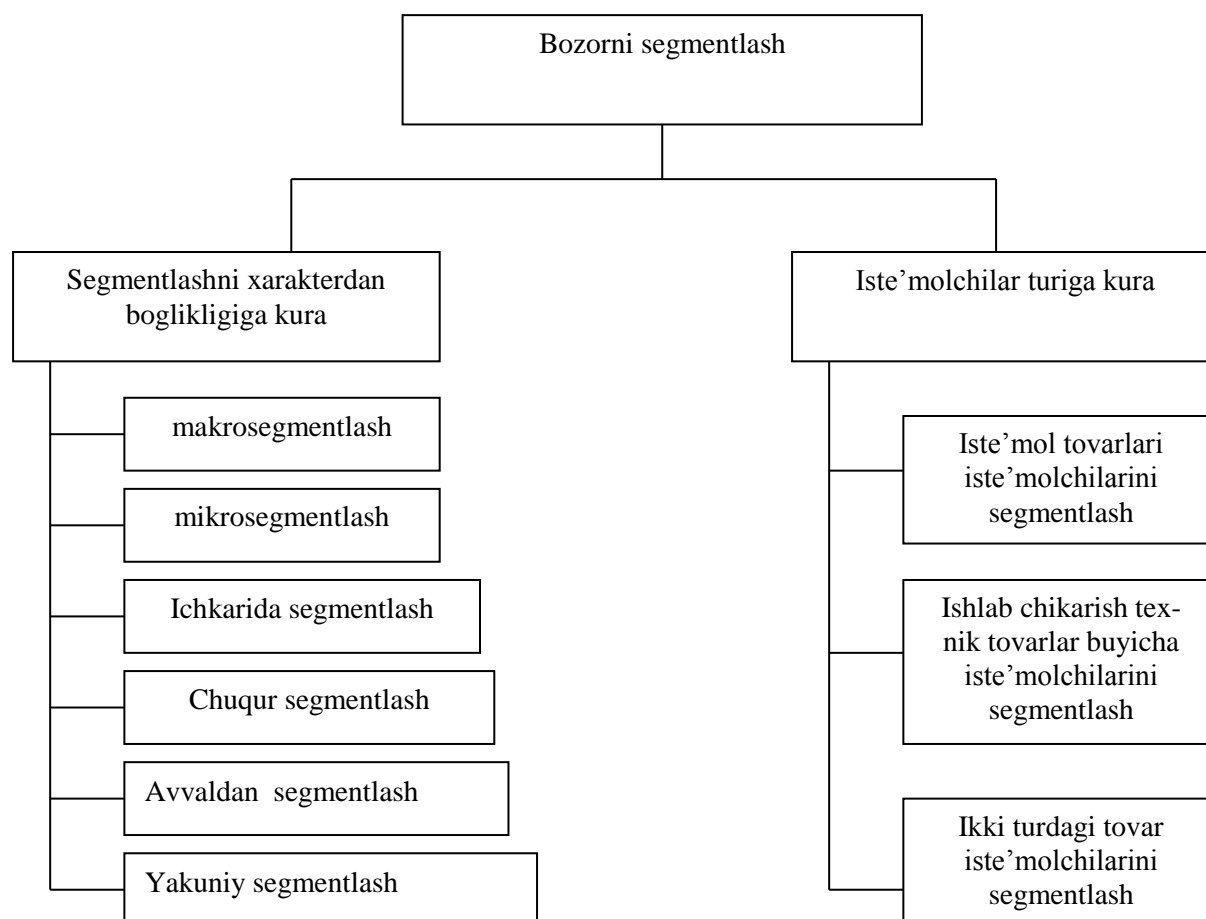 Bozorni segmentlash
Segmentlashni xarakterdan
boglikligiga kura
Iste’molchilar turiga kura
makrosegmentlash
mikrosegmentlash
Ichkarida segmentlash
Chuqur segmentlash
Avvaldan segmentlash
Yakuniy segmentlash
Iste’mol tovarlari
iste’molchilarini
segmentlash
Ishlab chikarish tex-
nik tovarlar buyicha
iste’molchilarini
segmentlash
Ikki turdagi tovar
iste’molchilarini
segmentlash